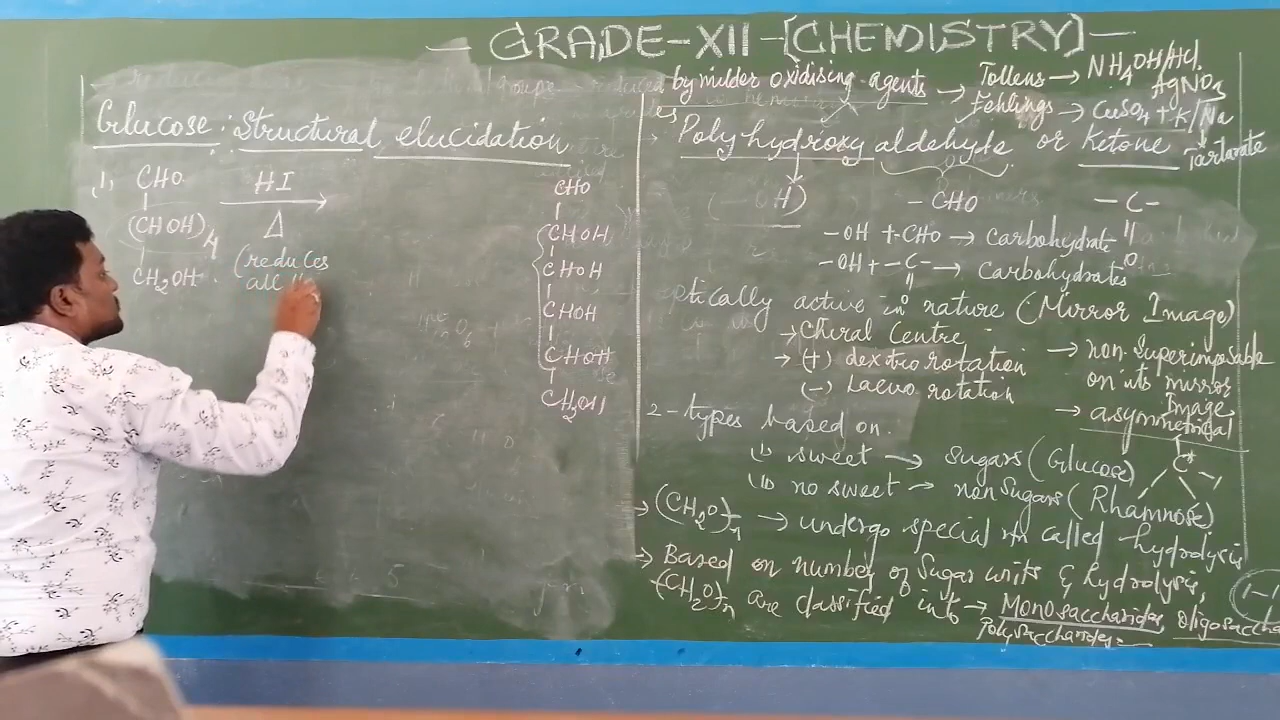 GRADE-XII-[CHEMISTRY]
Glucose: Structural elucidation
(1) CHO HI
(CHOH)4 Δ
CH2OH. (reduces
all
CHO
CHOH
CHOH
CHOH
CHOH
CH2OH
by milder oxidising agents → Tollens → NH4OH/HCl.
AgNO3
Fehlings → CuSO4 + K/Na
Tartarate
Polyhydroxy aldehyde or Ketone
H) -CHO -C-
O
-OH + CHO → Carbohydrate
-OH + -C- → Carbohydrates
O
optically active in nature (Mirror Image)
→ Chiral Centre
→ (+) dextro rotation
(-) Laevo rotation
→ non-Superimposable
on its mirror
Image
→ asymmetrical
C*
2-types based on.
(i) sweet → Sugars (Glucose)
(ii) no sweet → non Sugars (Rhamnose)
→ (CH2O)n → undergo special rxn called hydrolysis
→ Based on number of Sugar units & hydrolysis,
(CH2O)n are classified into → Monosaccharides, Oligosaccha
Polysaccharides